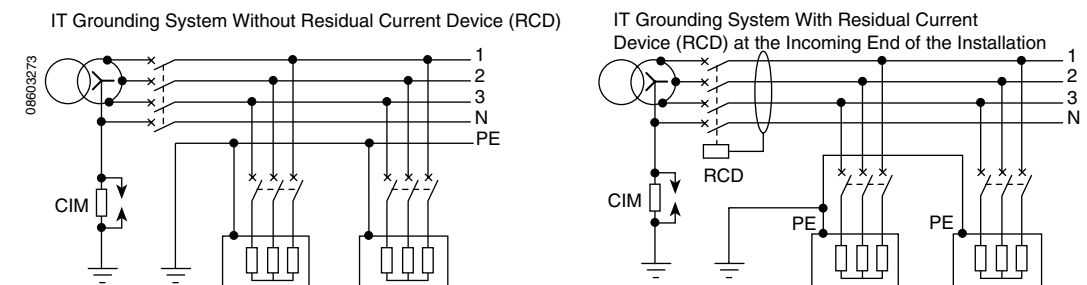 IT Grounding System Without Residual Current Device (RCD)
08603273
1
2
3
N
PE
CIM
IT Grounding System With Residual Current
Device (RCD) at the Incoming End of the Installation
1
2
3
N
RCD
CIM
PE
PE